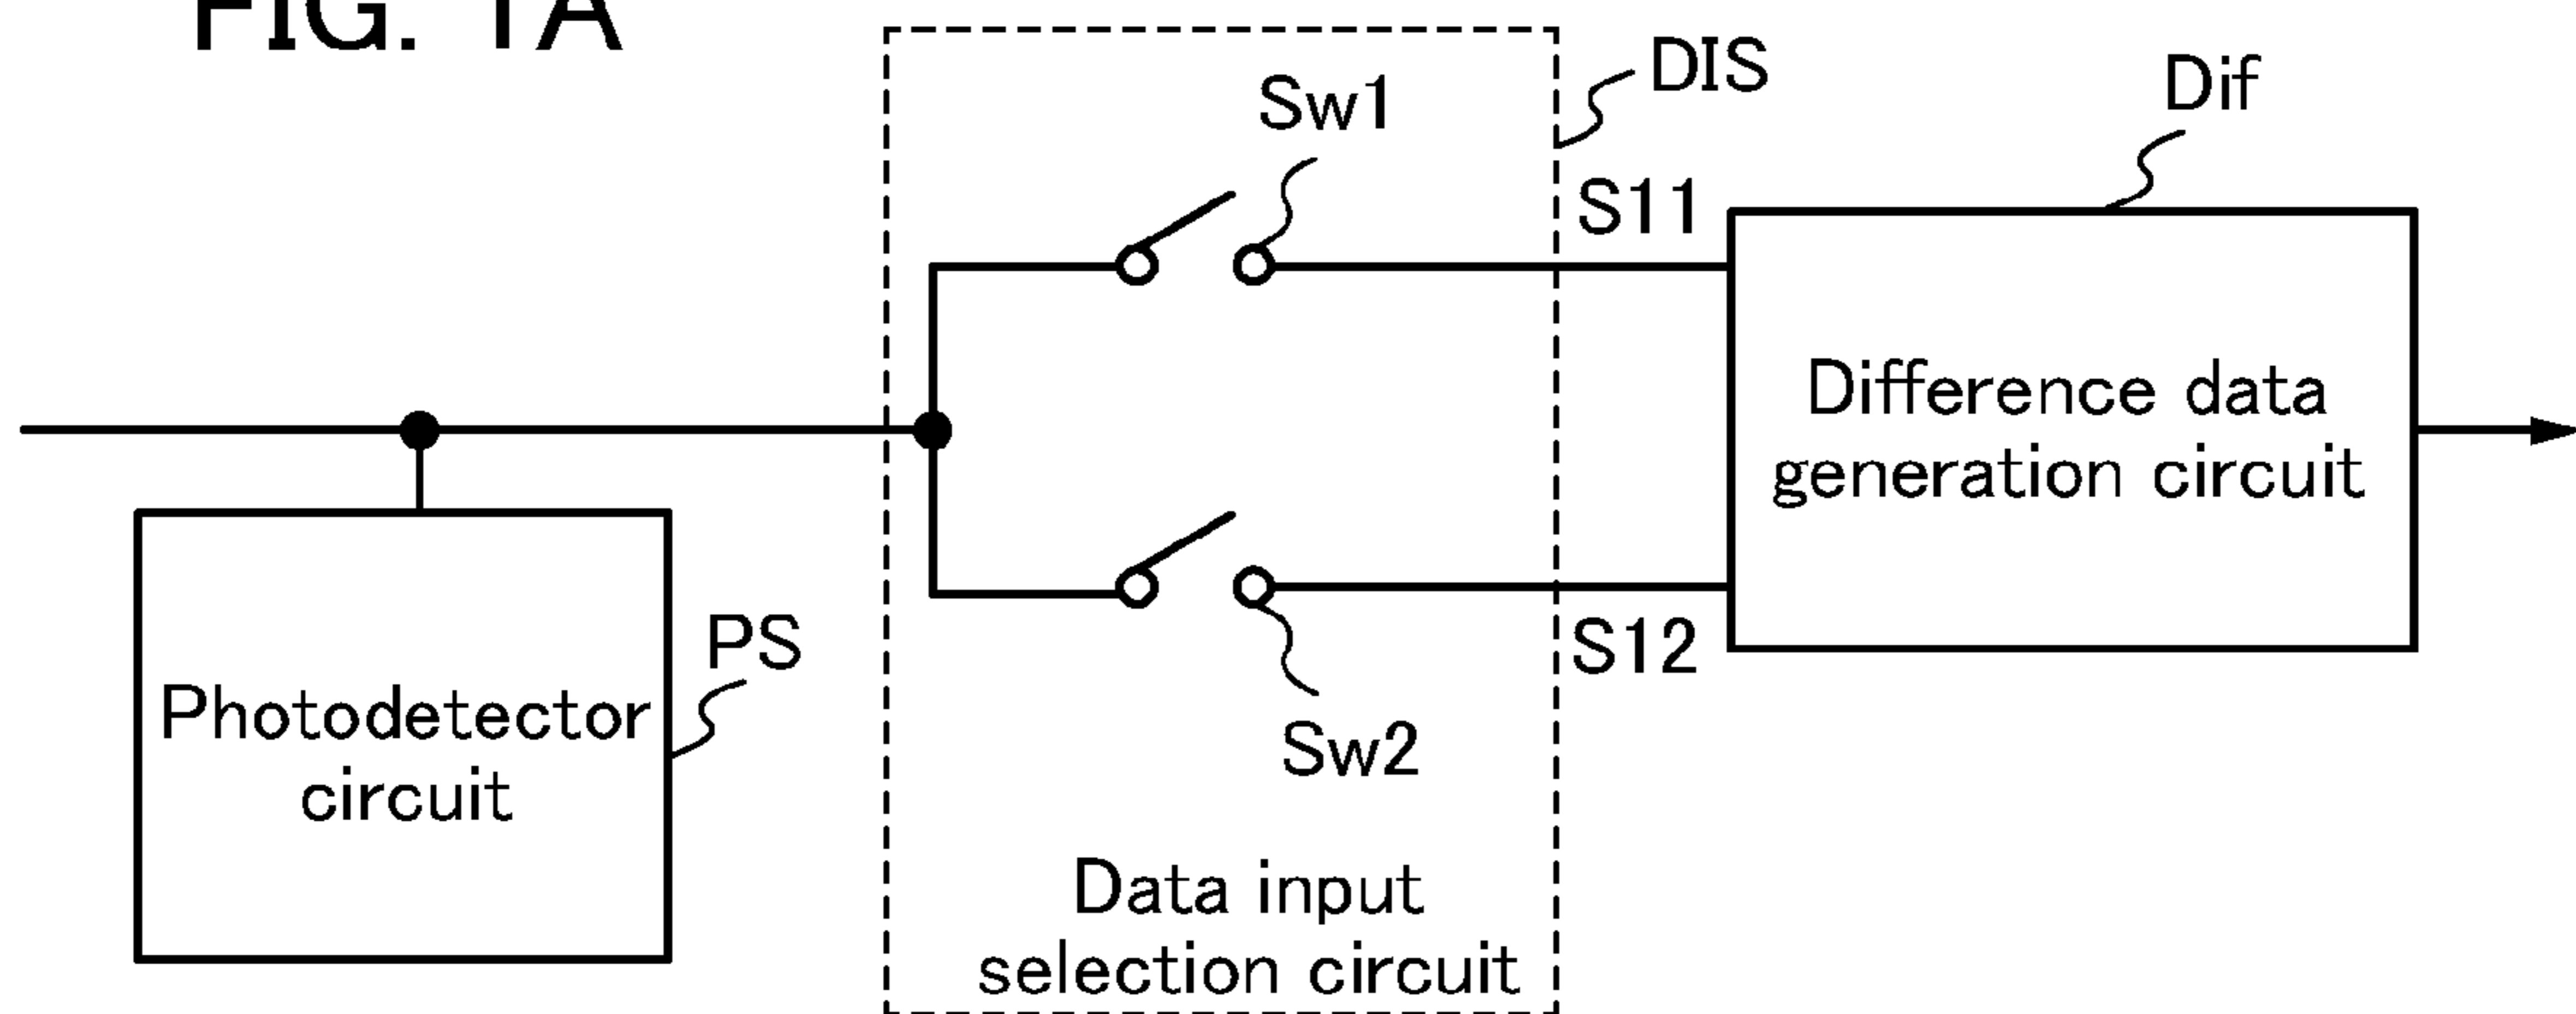 FIG. 1A
DIS
Sw1
Dif
S11
Difference data
generation circuit
PS
S12
Photodetector
circuit
Sw2
Data input
selection circuit